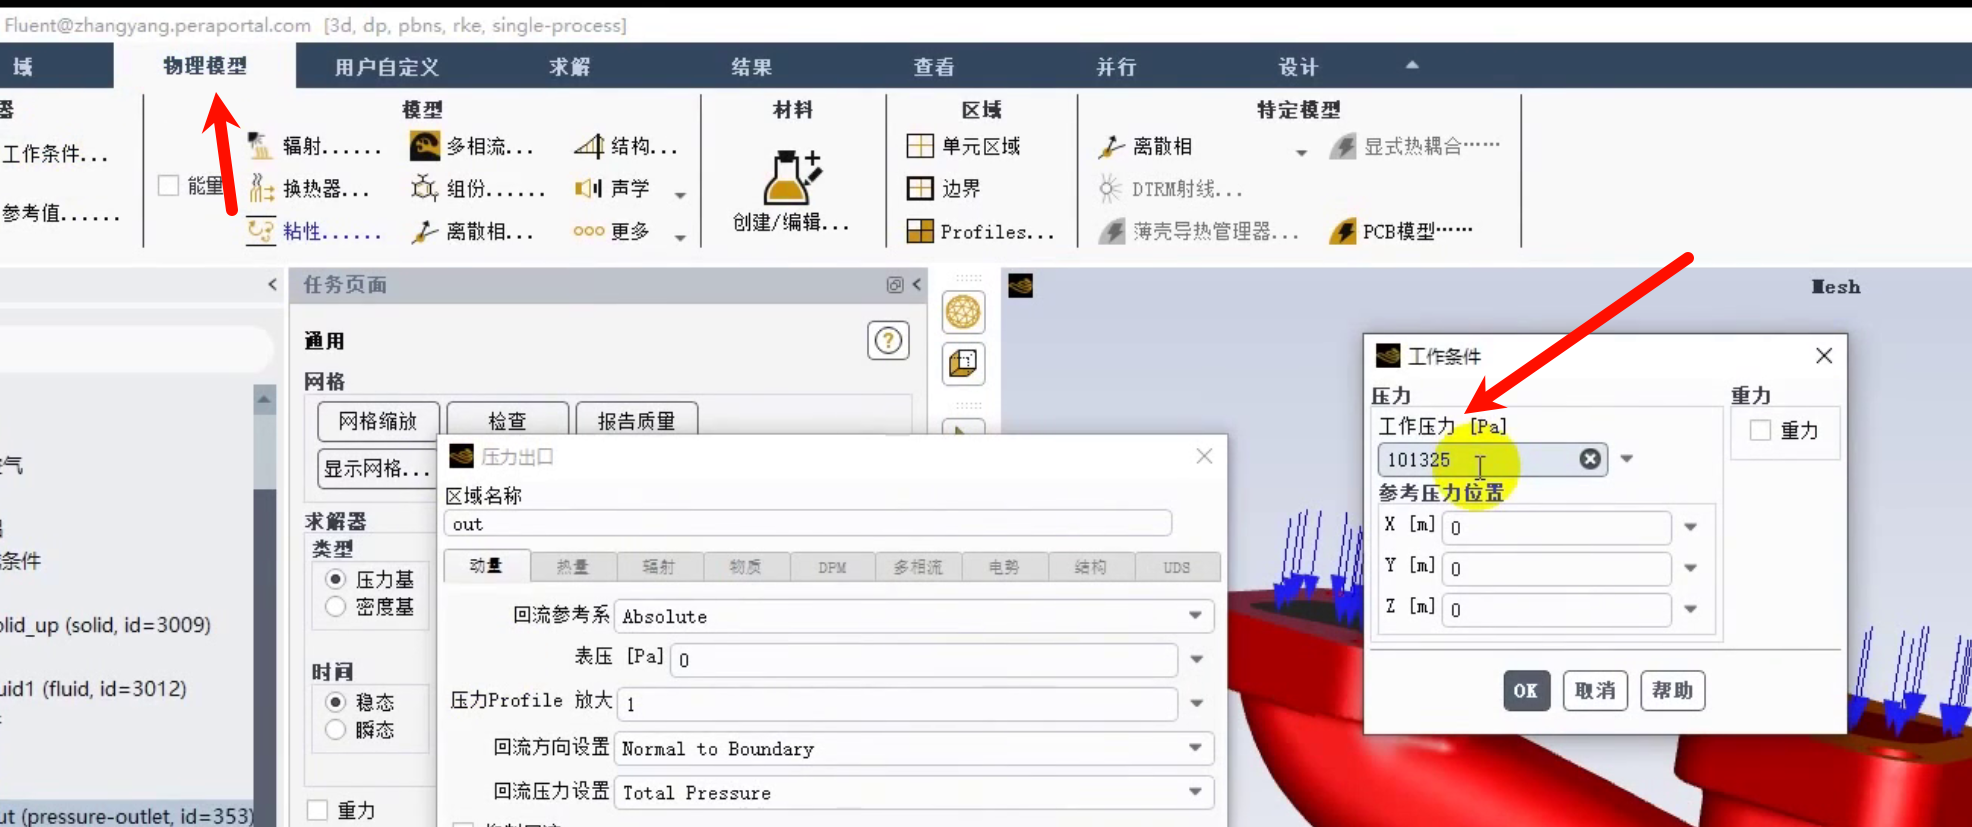 Fluent@zhangyang.peraportal.com [3d, dp, pbns, rke, single-process]
域 物理模型 用户自定义 求解 结果 查看 并行 设计
器 模型 材料 区域 特定模型
工作条件...
参考值......
能量
辐射...... 多相流... 结构...
换热器... 组份...... 声学
粘性...... 离散相... 更多
创建/编辑...
单元区域
边界
Profiles...
离散相 显式热耦合……
DTRM射线...
薄壳导热管理器... PCB模型……
任务页面
通用
网格
网格缩放 检查 报告质量
显示网格...
求解器
类型
压力基
密度基
时间
稳态
瞬态
重力
气
条件
olid_up (solid, id=3009)
uid1 (fluid, id=3012)
ut (pressure-outlet, id=353)
压力出口
区域名称
out
动量 热量 辐射 物质 DPM 多相流 电势 结构 UDS
回流参考系 Absolute
表压 [Pa] 0
压力Profile 放大 1
回流方向设置 Normal to Boundary
回流压力设置 Total Pressure
Mesh
工作条件
压力 重力
工作压力 [Pa]
重力
101325
参考压力位置
X [m] 0
Y [m] 0
Z [m] 0
OK 取消 帮助